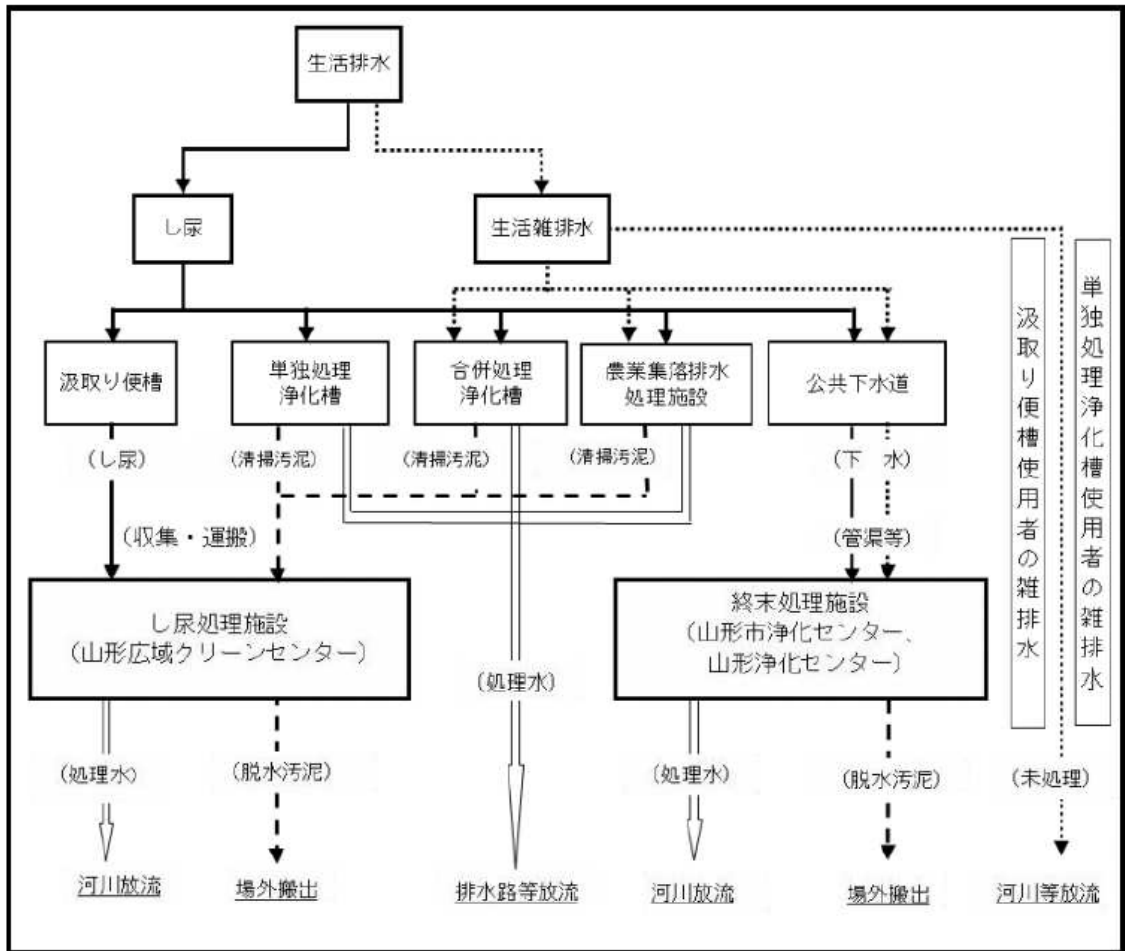 生活排水
し尿
生活雑排水
汲取り便槽
単独処理
浄化槽
合併処理
浄化槽
農業集落排水
処理施設
公共下水道
汲取り便槽使用者の雑排水
単独処理浄化槽使用者の雑排水
(し尿)
(清掃汚泥)
(清掃汚泥)
(清掃汚泥)
(下　水)
(収集・運搬)
(管渠等)
し尿処理施設
(山形広域クリーンセンター)
終末処理施設
(山形市浄化センター、
山形浄化センター)
(処理水)
(処理水)
(脱水汚泥)
(処理水)
(脱水汚泥)
(未処理)
河川放流
場外搬出
排水路等放流
河川放流
場外搬出
河川等放流